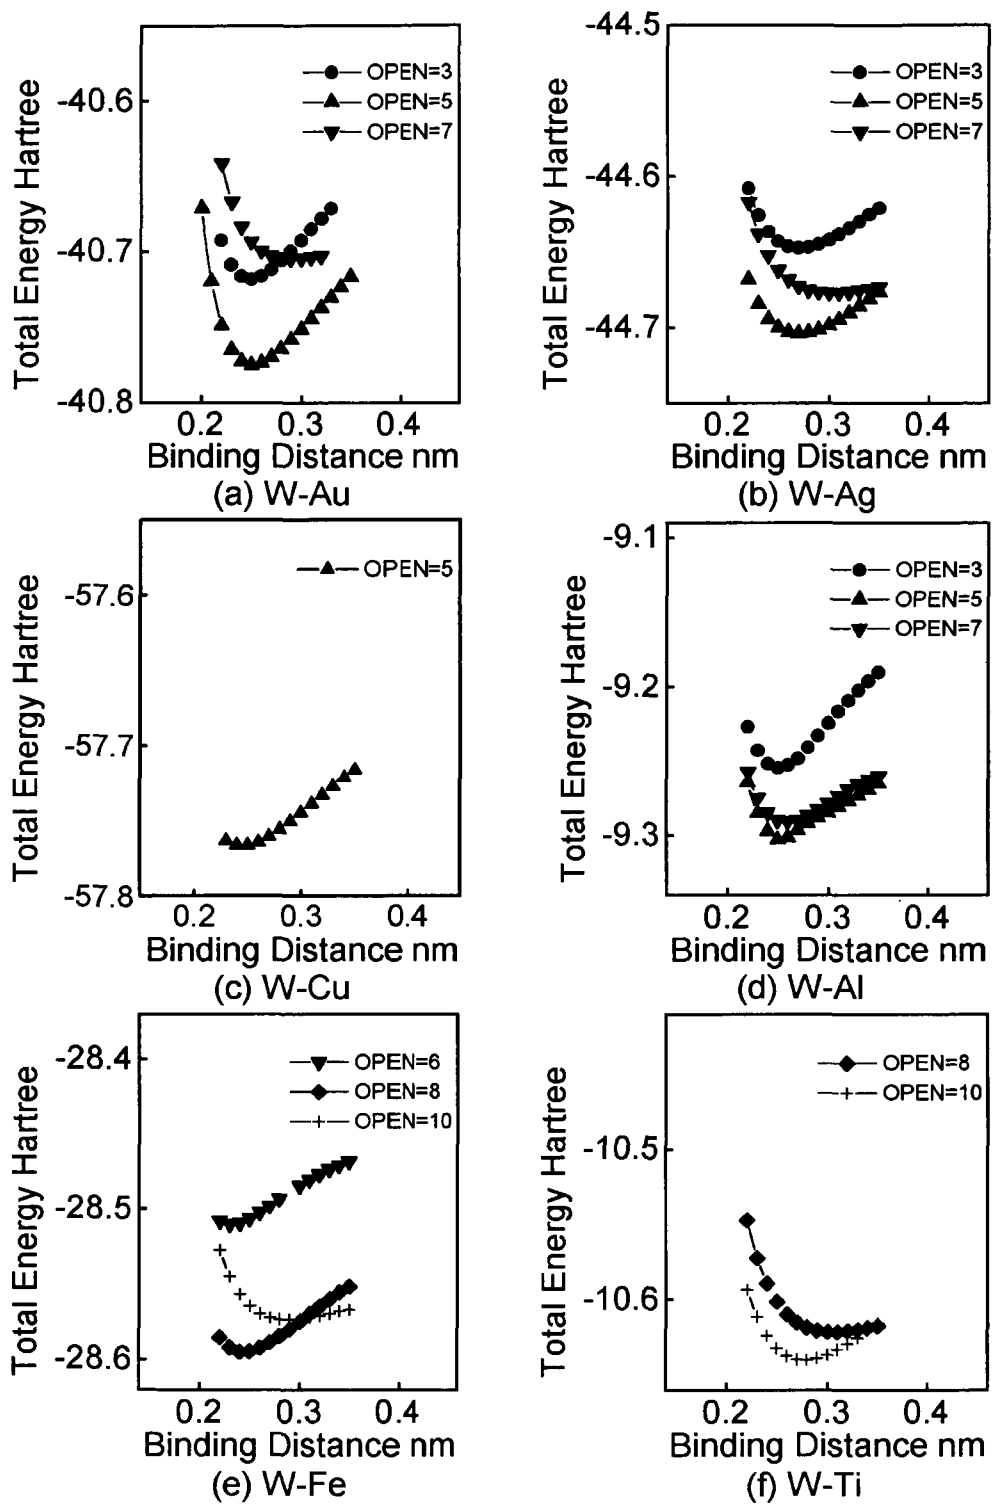 Total Energy Hartree
-40.6
-40.7
-40.8
OPEN=3
OPEN=5
OPEN=7
0.2 0.3 0.4
Binding Distance nm
(a) W-Au
Total Energy Hartree
-44.5
-44.6
-44.7
OPEN=3
OPEN=5
OPEN=7
0.2 0.3 0.4
Binding Distance nm
(b) W-Ag
Total Energy Hartree
-57.6
-57.7
-57.8
OPEN=5
0.2 0.3 0.4
Binding Distance nm
(c) W-Cu
Total Energy Hartree
-9.1
-9.2
-9.3
OPEN=3
OPEN=5
OPEN=7
0.2 0.3 0.4
Binding Distance nm
(d) W-Al
Total Energy Hartree
-28.4
-28.5
-28.6
OPEN=6
OPEN=8
OPEN=10
0.2 0.3 0.4
Binding Distance nm
(e) W-Fe
Total Energy Hartree
-10.5
-10.6
OPEN=8
OPEN=10
0.2 0.3 0.4
Binding Distance nm
(f) W-Ti